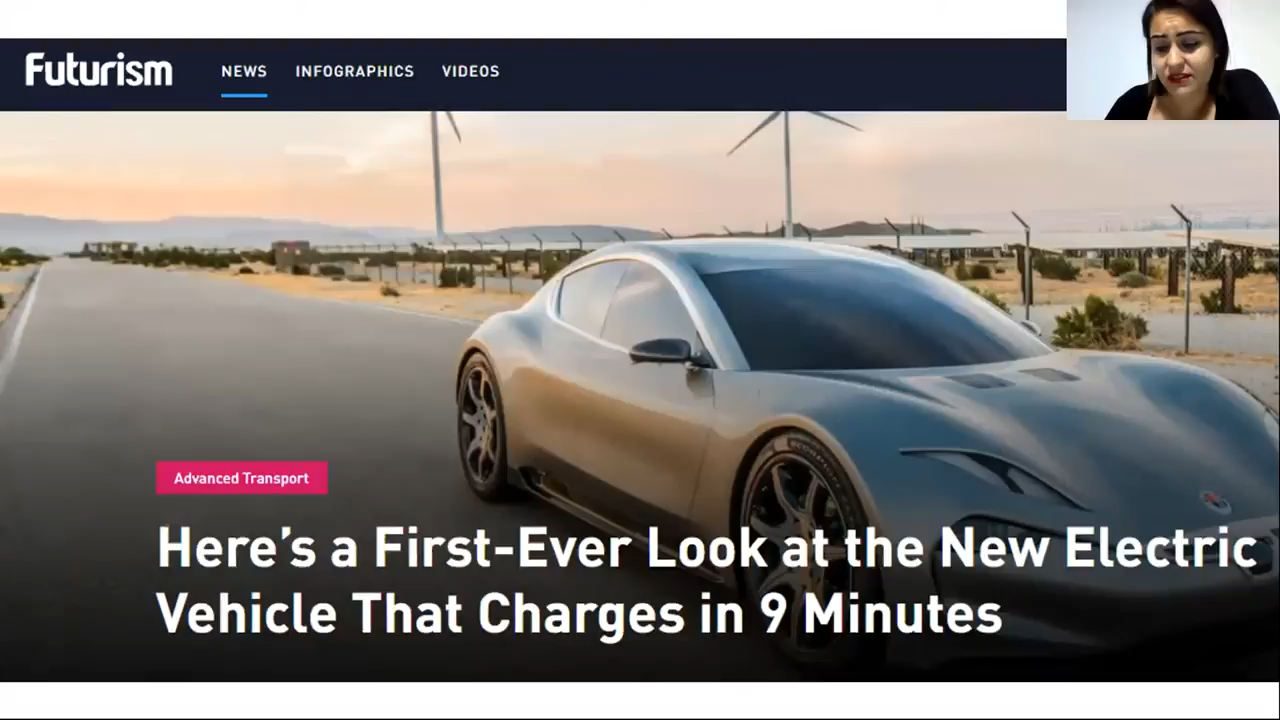 Futurism
NEWS
INFOGRAPHICS
VIDEOS
Advanced Transport
Here's a First-Ever Look at the New Electric
Vehicle That Charges in 9 Minutes